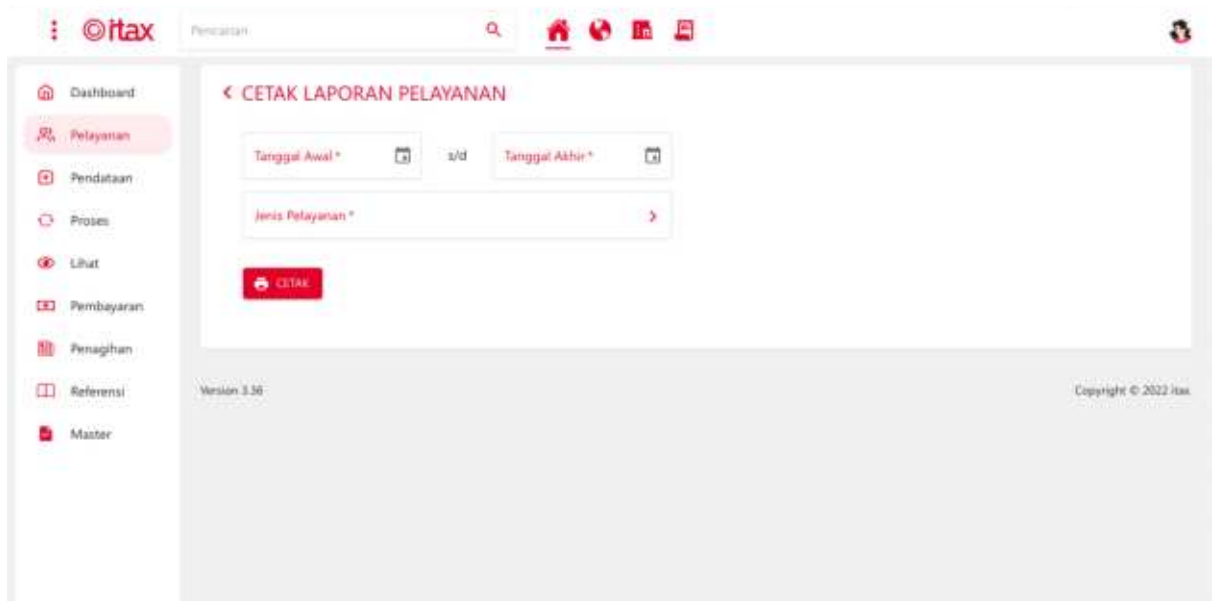 itax
Pencarian
Dashboard
Pelayanan
Pendataan
Proses
Lihat
Pembayaran
Penagihan
Referensi
Master
CETAK LAPORAN PELAYANAN
Tanggal Awal * s/d Tanggal Akhir *
Jenis Pelayanan *
CETAK
Version 3.36 Copyright © 2022 itax.